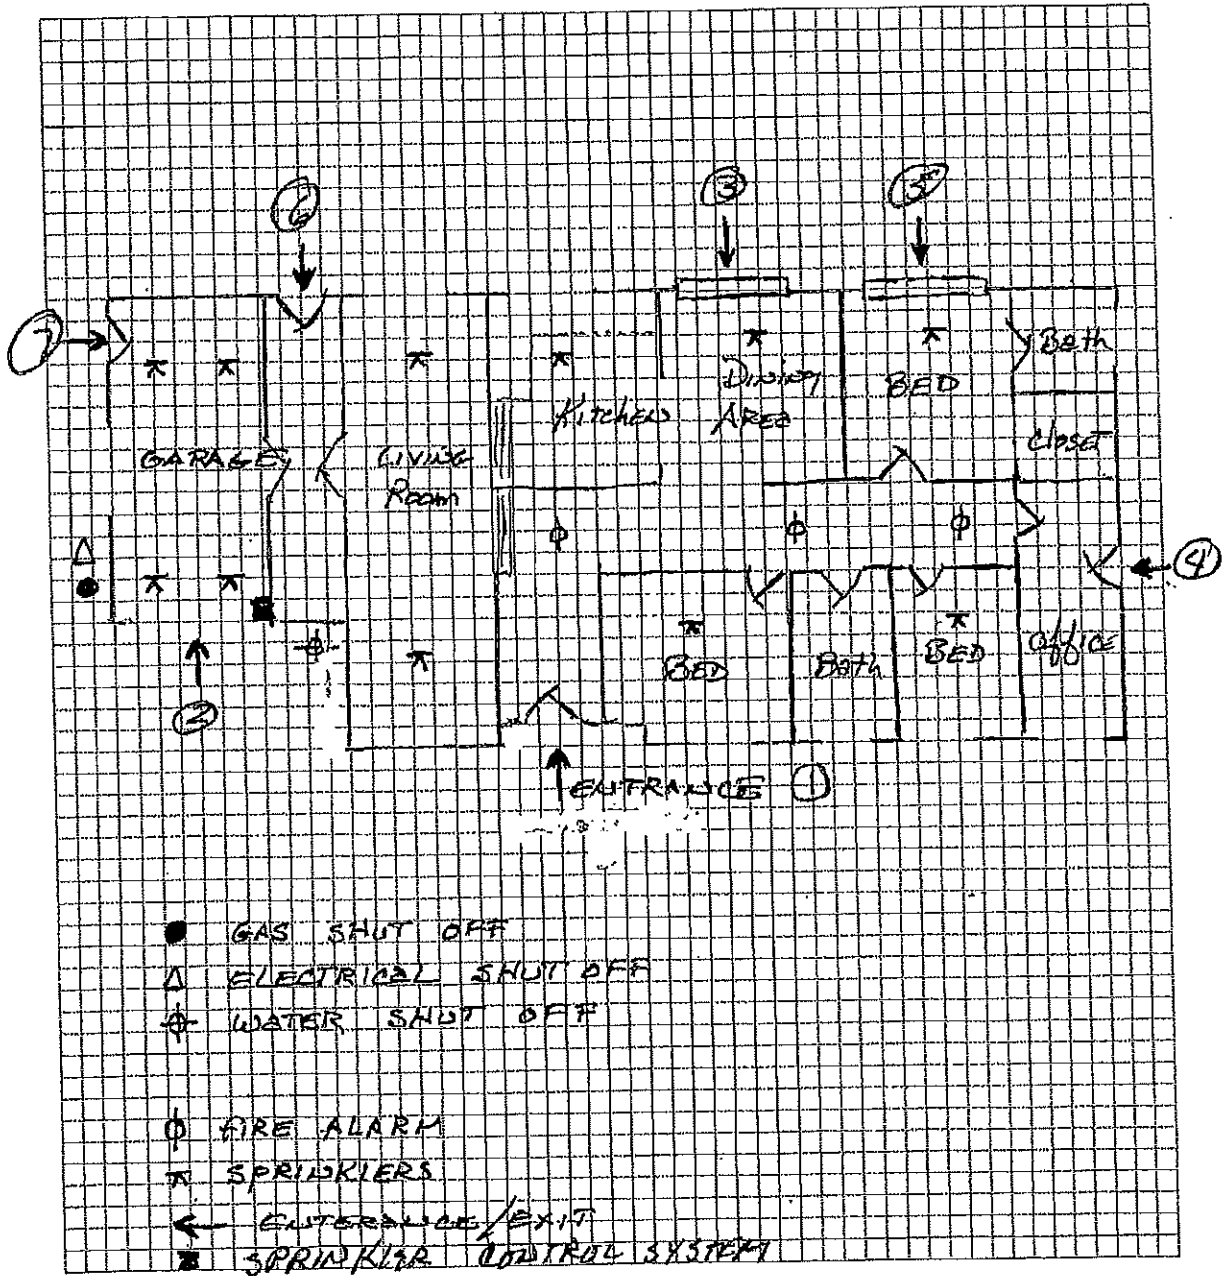 6
3
5
7
Bath
Dining
Area
BED
Kitchen
closet
GARAGE
Living
Room
4
BED
Bath
BED
office
2
ENTRANCE 1
GAS SHUT OFF
ELECTRICAL SHUT OFF
WATER SHUT OFF
FIRE ALARM
SPRINKlERS
ENTERANCE/EXIT
SPRINKlER CONTROL SYSTEM